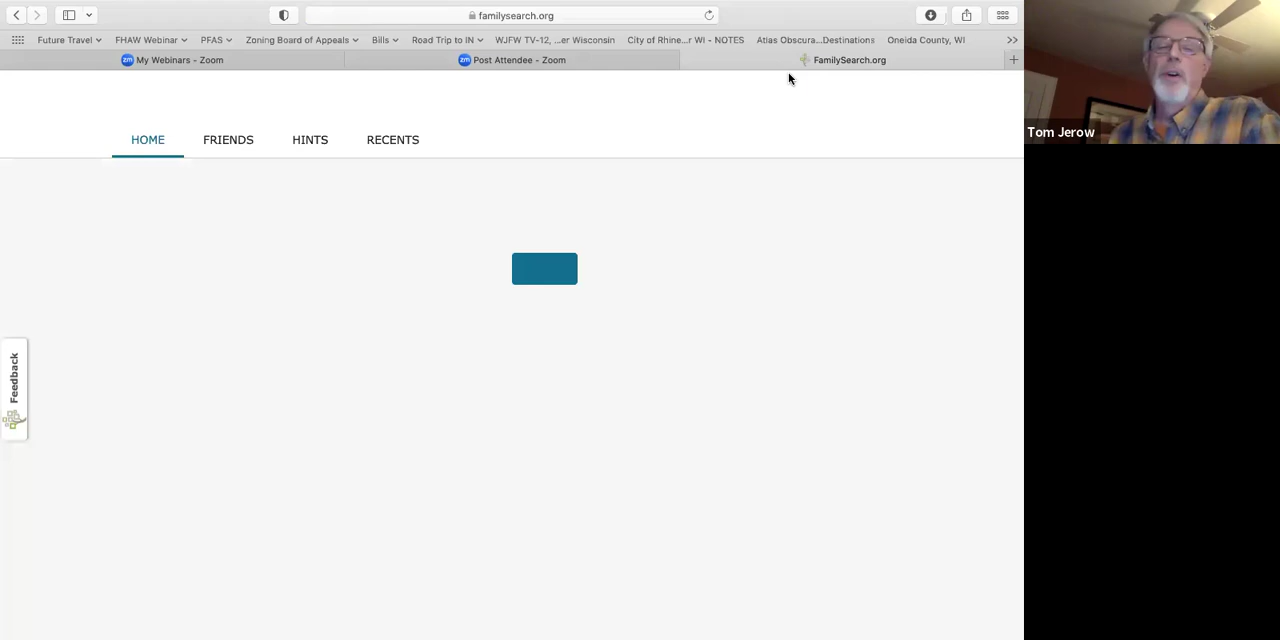 familysearch.org
Future Travel FHAW Webinar PFAS Zoning Board of Appeals Bills Road Trip to IN WJFW TV-12, ...er Wisconsin City of Rhine...r WI - NOTES Atlas Obscura...Destinations Oneida County, WI >>
zm My Webinars - Zoom zm Post Attendee - Zoom FamilySearch.org +
HOME FRIENDS HINTS RECENTS
Feedback
Tom Jerow